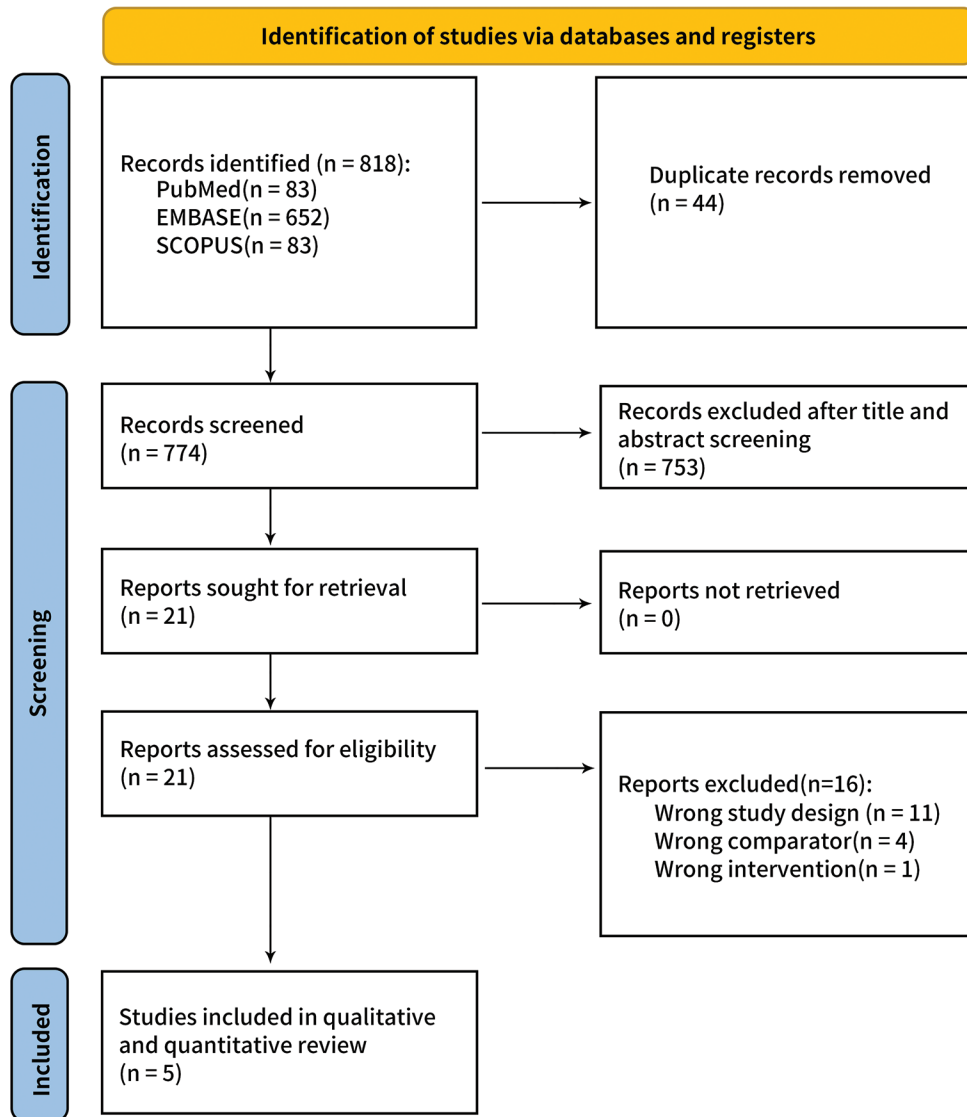 Identification of studies via databases and registers
Identification
Records identified (n = 818):
PubMed(n = 83)
EMBASE(n = 652)
SCOPUS(n = 83)
Duplicate records removed
(n = 44)
Screening
Records screened
(n = 774)
Records excluded after title and
abstract screening
(n = 753)
Reports sought for retrieval
(n = 21)
Reports not retrieved
(n = 0)
Reports assessed for eligibility
(n = 21)
Reports excluded(n=16):
Wrong study design (n = 11)
Wrong comparator(n = 4)
Wrong intervention(n = 1)
Included
Studies included in qualitative
and quantitative review
(n = 5)